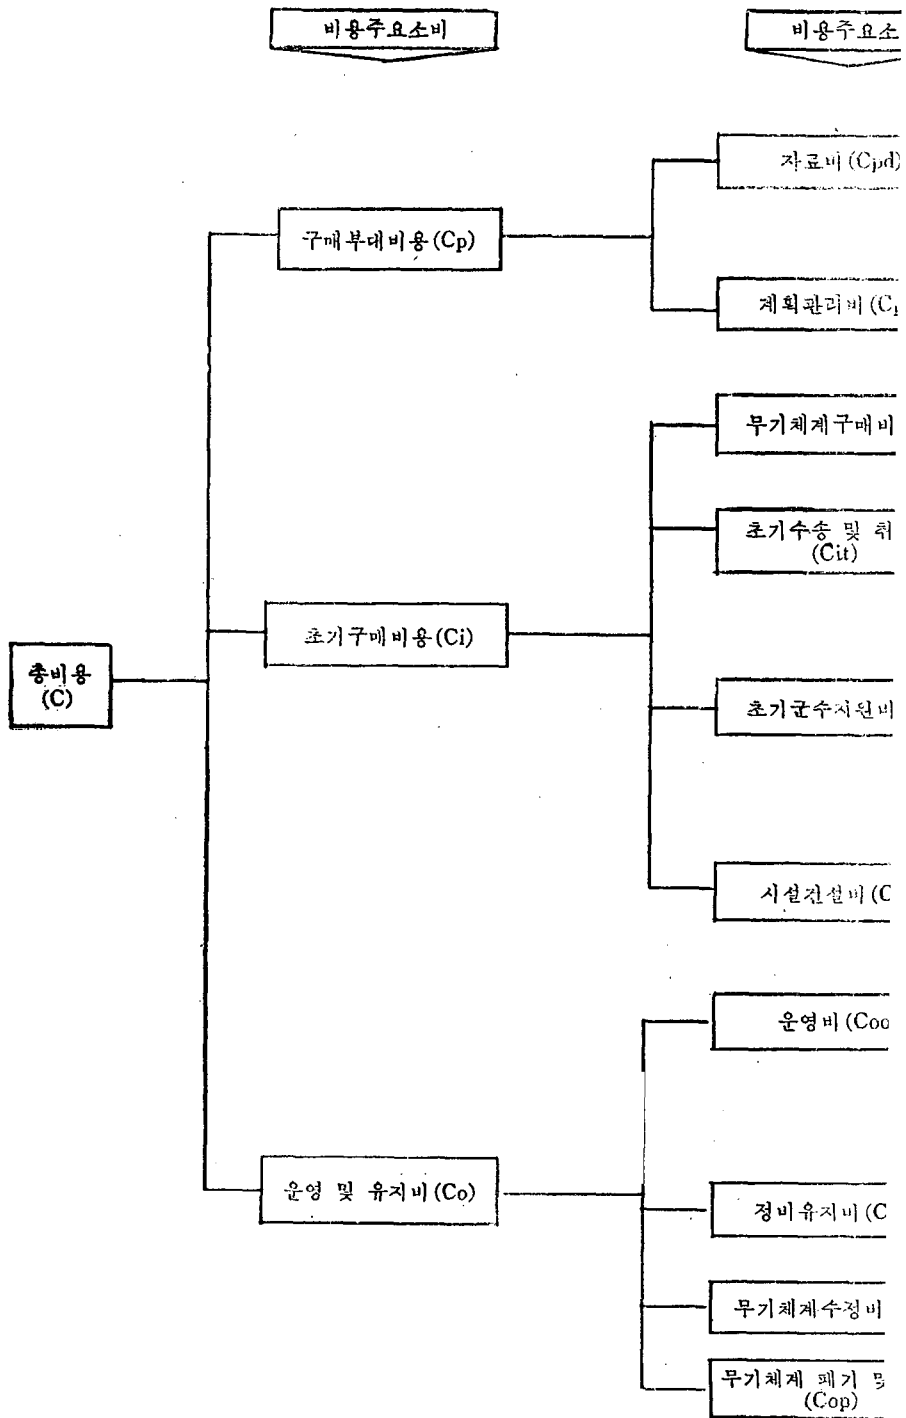 비용주요소비
비용주요소
자료비(Cpd)
구매부대비용(Cp)
계획관리비(C
무기체계구매비
초기수송 및 취
(Cit)
초기구매비용(Ci)
총비용
(C)
초기군수지원비
시설건설비(C
운영비(Coo
운영 및 유지비(Co)
정비유지비(C
무기체계수정비
무기체계 폐기 및
(Cop)